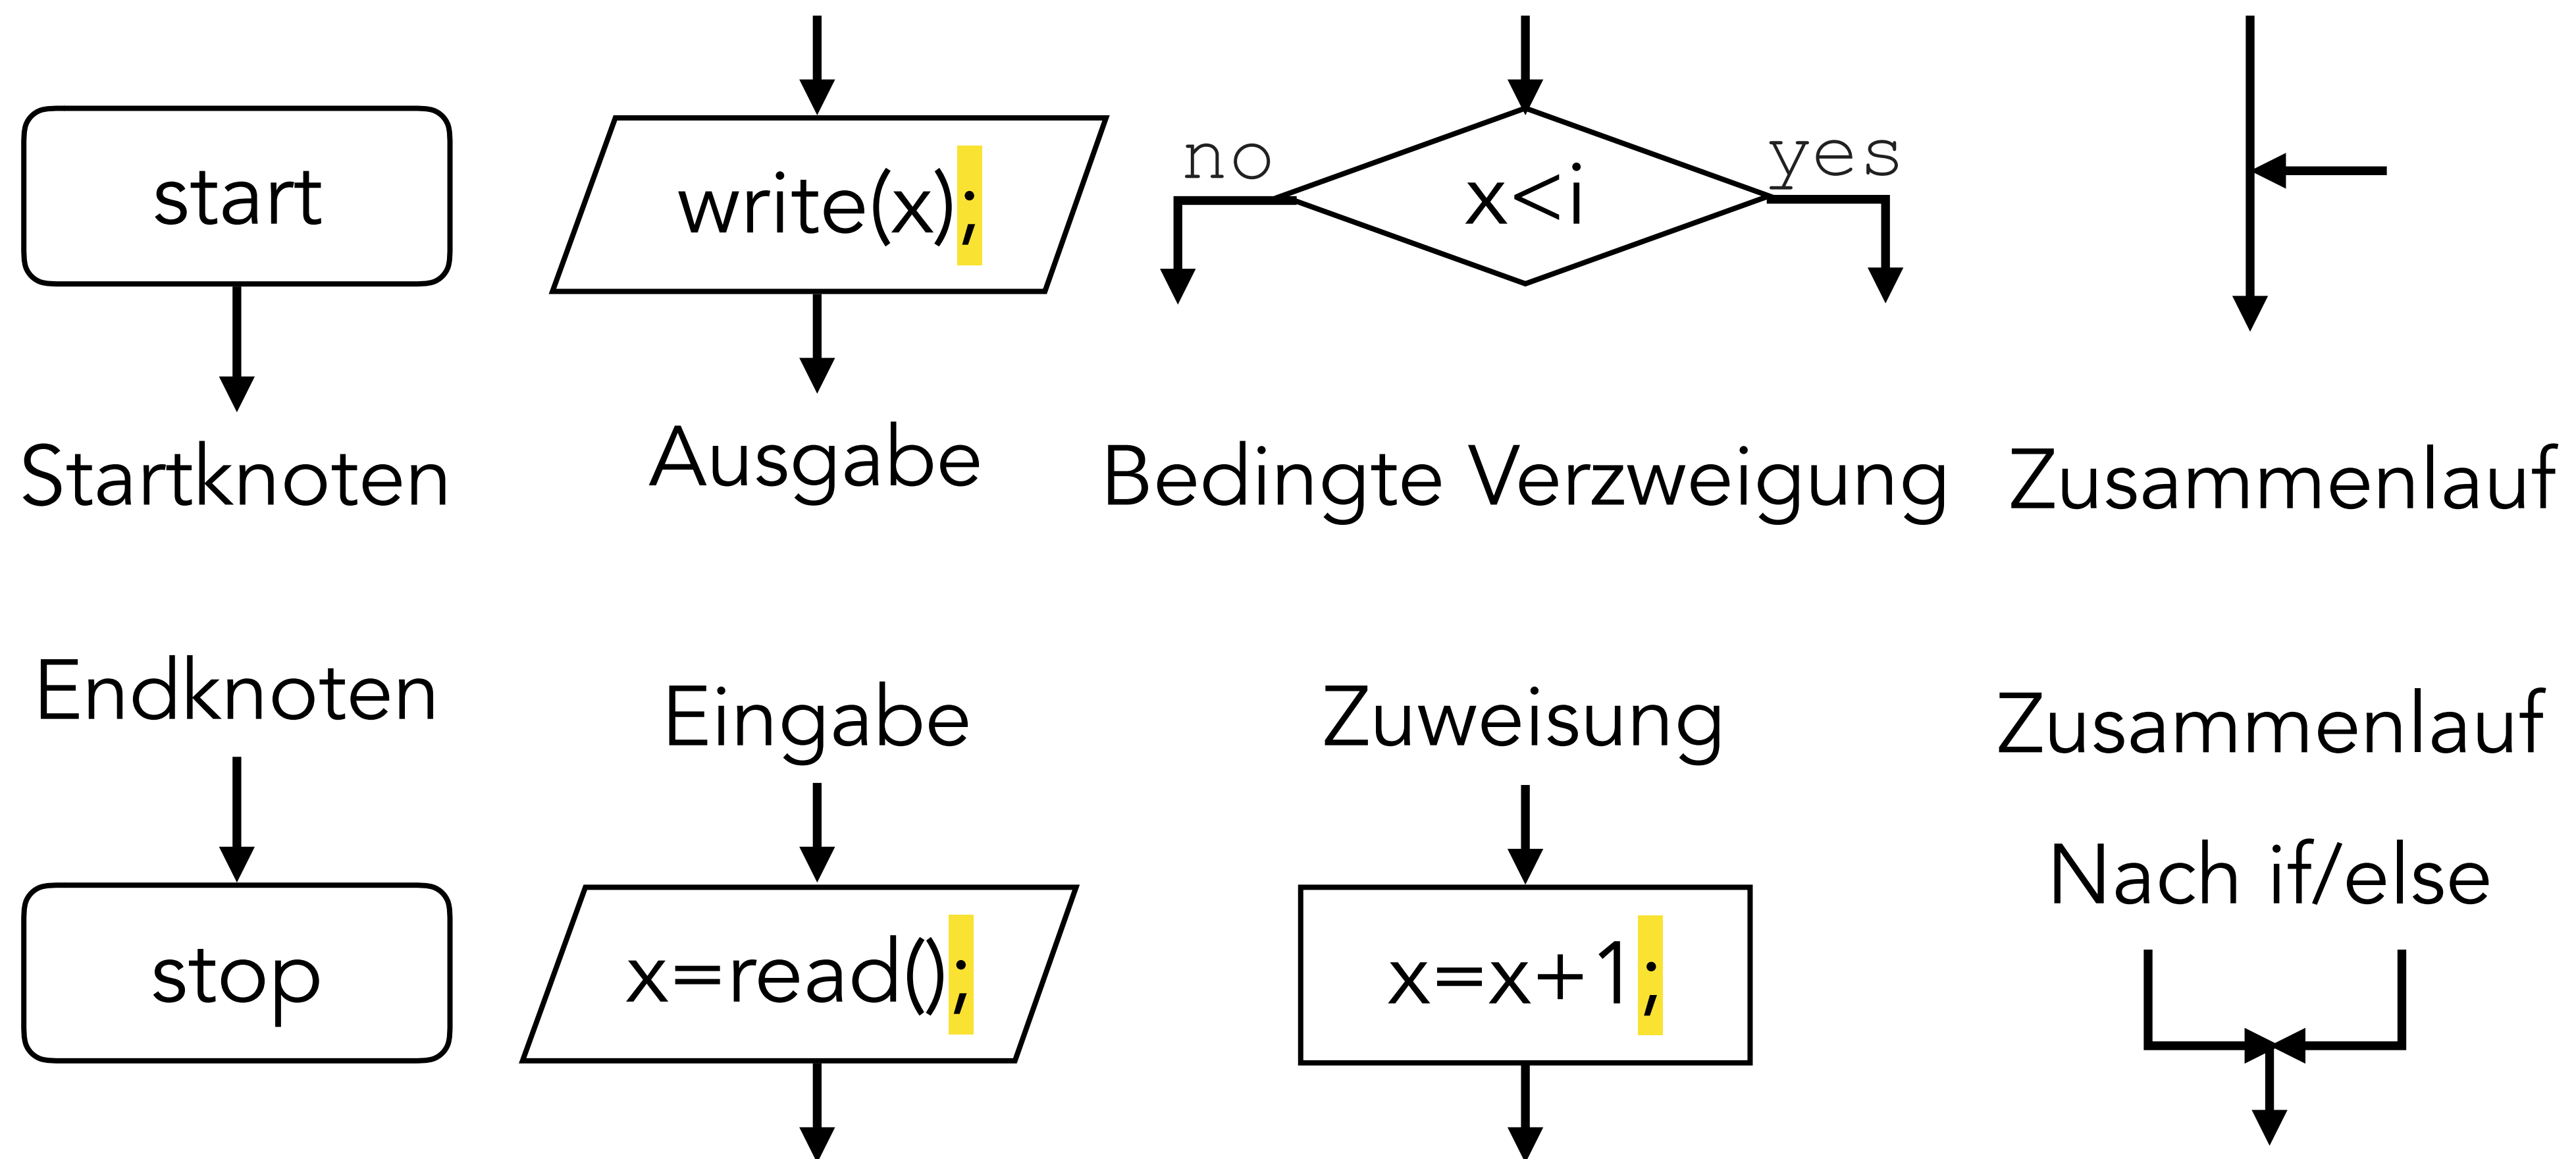 start
write(x);
no
x<i
yes
Startknoten
Ausgabe
Bedingte Verzweigung
Zusammenlauf
Endknoten
Eingabe
Zuweisung
Zusammenlauf
Nach if/else
stop
x=read();
x=x+1;